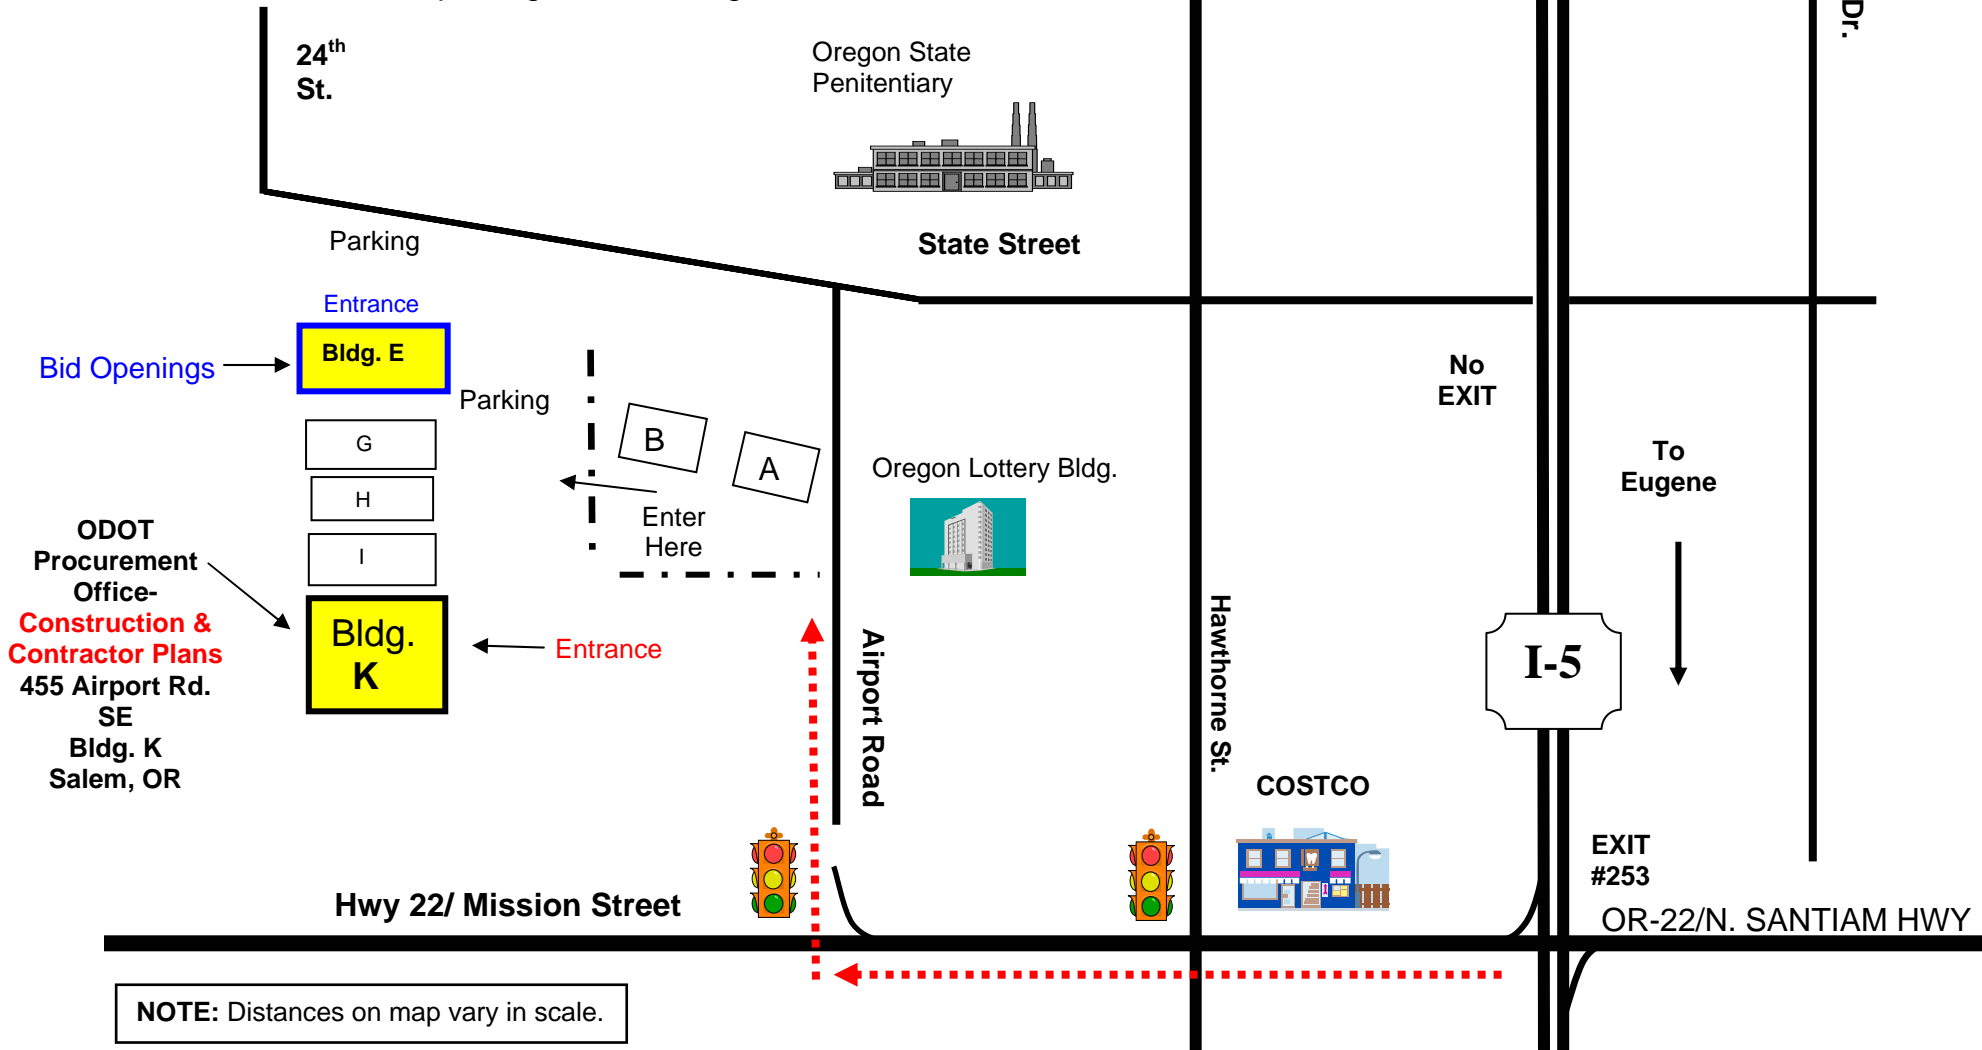 Dr.
24th
St.
Oregon State
Penitentiary
Parking
State Street
Entrance
Bldg. E
Bid Openings
Parking
No
EXIT
G
B
A
Oregon Lottery Bldg.
To
Eugene
H
Enter
Here
I
ODOT
Procurement
Office-
Construction &
Contractor Plans
455 Airport Rd.
SE
Bldg. K
Salem, OR
Bldg.
K
Entrance
Airport Road
Hawthorne St.
I-5
COSTCO
EXIT
#253
Hwy 22/ Mission Street
OR-22/N. SANTIAM HWY
NOTE: Distances on map vary in scale.